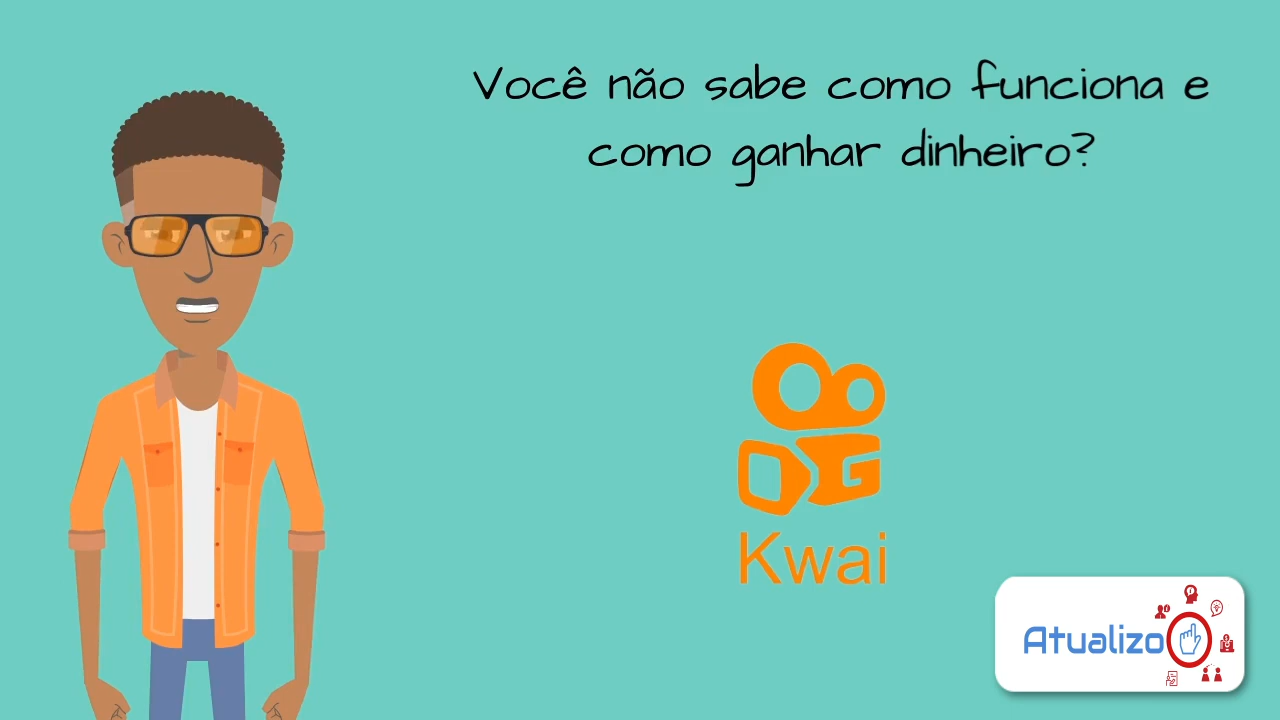 Você não sabe como funciona e
como ganhar dinheiro?
Kwai
Atualizo